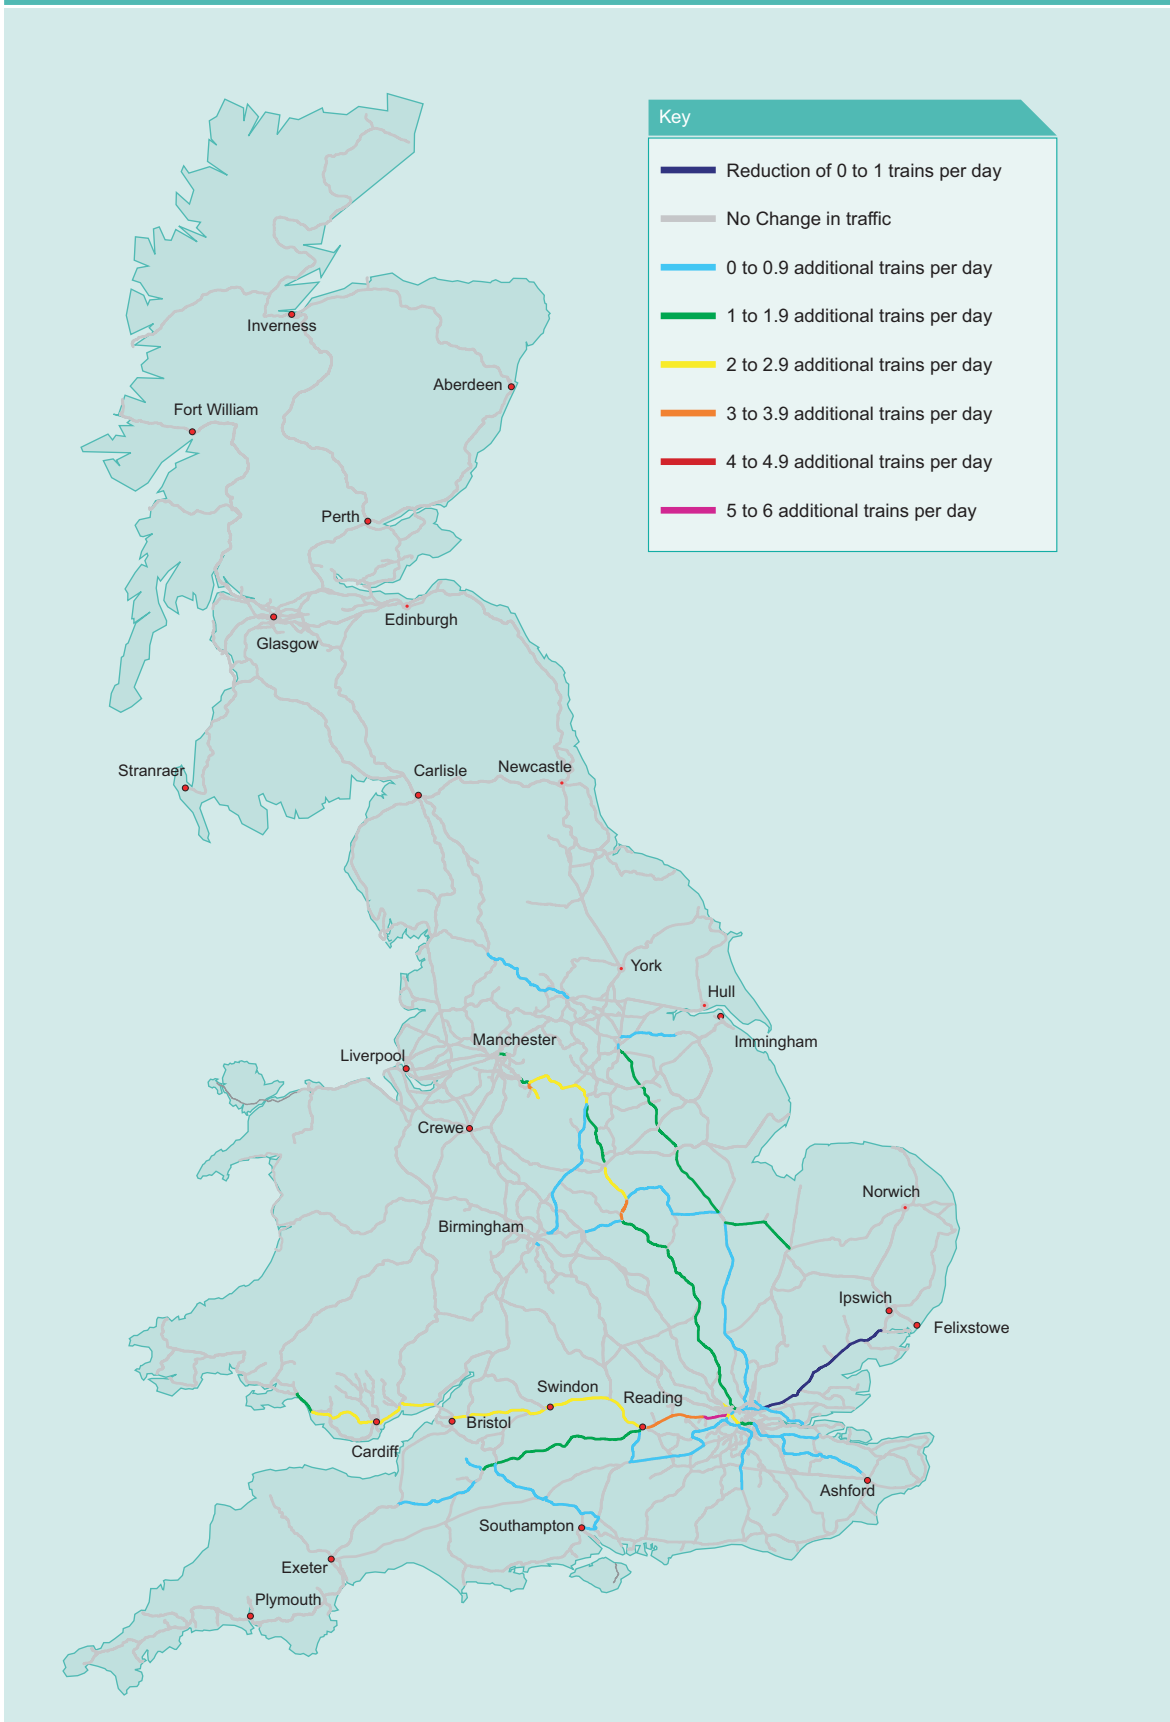 Key
Reduction of 0 to 1 trains per day
No Change in traffic
0 to 0.9 additional trains per day
1 to 1.9 additional trains per day
2 to 2.9 additional trains per day
3 to 3.9 additional trains per day
4 to 4.9 additional trains per day
5 to 6 additional trains per day
Inverness
Aberdeen
Fort William
Perth
Edinburgh
Glasgow
Stranraer
Carlisle
Newcastle
York
Hull
Immingham
Manchester
Liverpool
Crewe
Norwich
Birmingham
Ipswich
Felixstowe
Swindon
Reading
Bristol
Cardiff
Ashford
Southampton
Exeter
Plymouth